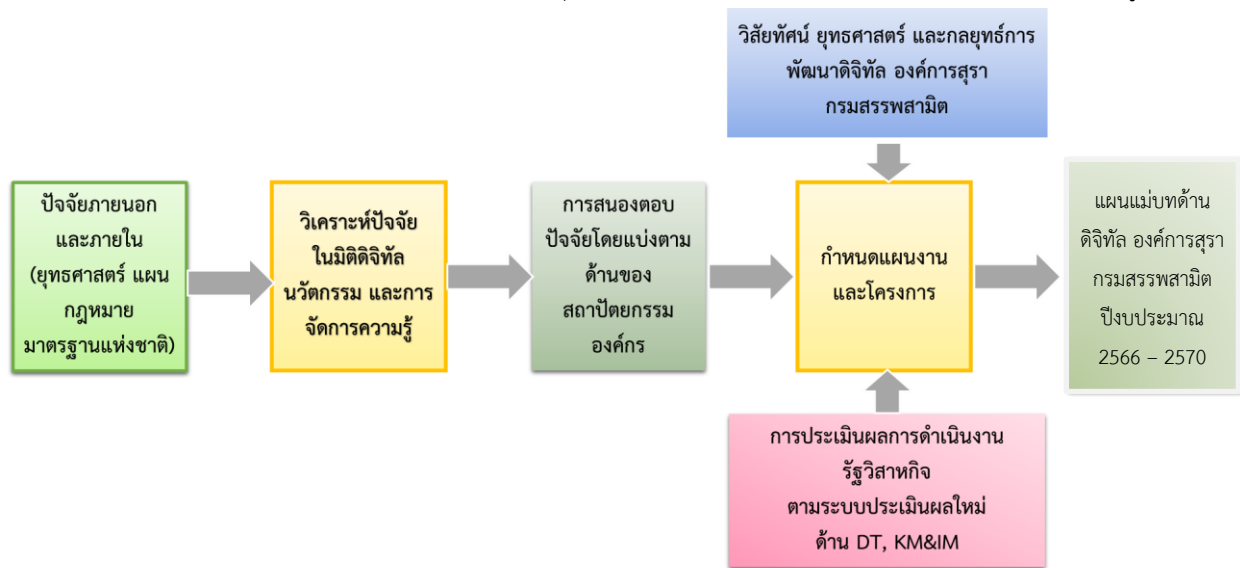 วิสัยทัศน์ ยุทธศาสตร์ และกลยุทธ์การ
พัฒนาดิจิทัล องค์การสุรา
กรมสรรพสามิต
ปัจจัยภายนอก
และภายใน
(ยุทธศาสตร์ แผน
กฎหมาย
มาตรฐานแห่งชาติ)
วิเคราะห์ปัจจัย
ในมิติดิจิทัล
นวัตกรรม และการ
จัดการความรู้
การสนองตอบ
ปัจจัยโดยแบ่งตาม
ด้านของ
สถาปัตยกรรม
องค์กร
กำหนดแผนงาน
และโครงการ
แผนแม่บทด้าน
ดิจิทัล องค์การสุรา
กรมสรรพสามิต
ปีงบประมาณ
2566 – 2570
การประเมินผลการดำเนินงาน
รัฐวิสาหกิจ
ตามระบบประเมินผลใหม่
ด้าน DT, KM&IM